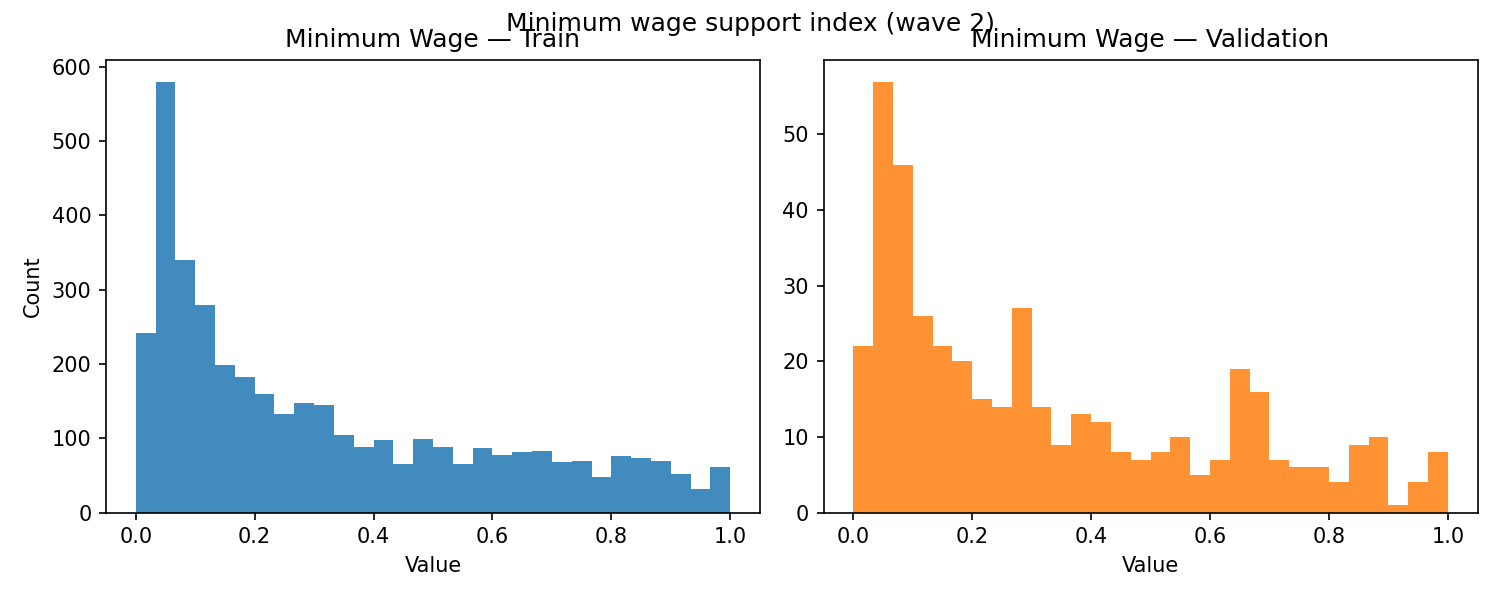 Minimum wage support index (wave 2)
Minimum Wage — Train
Minimum Wage — Validation
600
500
400
300
200
100
0
Count
0.0 0.2 0.4 0.6 0.8 1.0
Value
50
40
30
20
10
0
0.0 0.2 0.4 0.6 0.8 1.0
Value